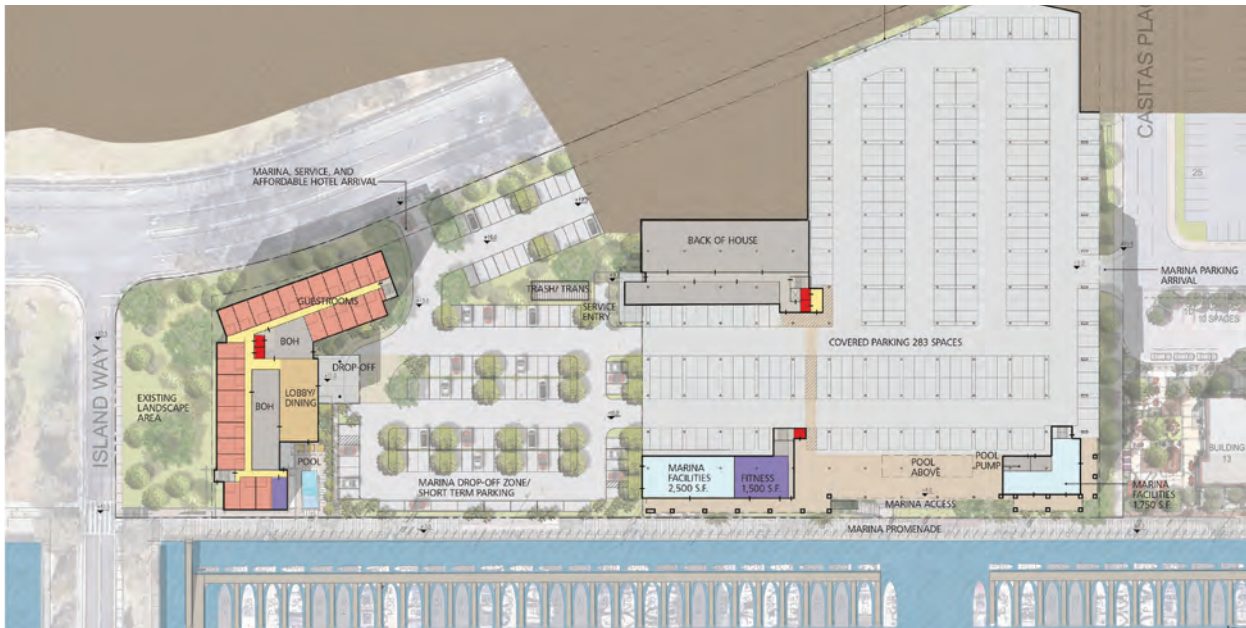 CASITAS PLAC
MARINA, SERVICE, AND
AFFORDABLE HOTEL ARRIVAL
25
BACK OF HOUSE
MARINA PARKING
ARRIVAL
TRASH/ TRANS
SERVICE
ENTRY
10 SPACES
GUESTROOMS
BOH
COVERED PARKING 283 SPACES
DROP-OFF
ISLAND WAY
EXISTING
LANDSCAPE
AREA
LOBBY/
DINING
BOH
POOL
MARINA DROP-OFF ZONE/
SHORT TERM PARKING
MARINA
FACILITIES
2,500 S.F.
FITNESS
1,500 S.F.
POOL
ABOVE
POOL
PUMP
BUILDING
13
MARINA
FACILITIES
1,750 S.F.
MARINA ACCESS
MARINA PROMENADE